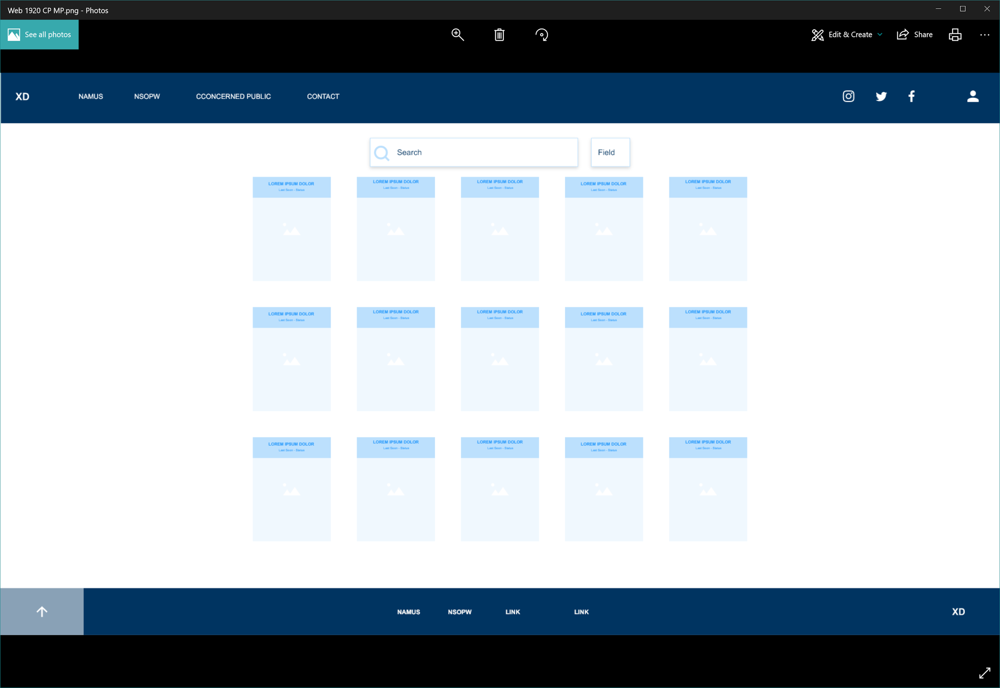 Web 1920 CP MP.png - Photos
See all photos
Edit & Create
Share
XD NAMUS NSOPW CCONCERNED PUBLIC CONTACT
Search
Field
LOREM IPSUM DOLOR LOREM IPSUM DOLOR LOREM IPSUM DOLOR LOREM IPSUM DOLOR LOREM IPSUM DOLOR
Last Seen - Status Last Seen - Status Last Seen - Status Last Seen - Status Last Seen - Status
LOREM IPSUM DOLOR LOREM IPSUM DOLOR LOREM IPSUM DOLOR LOREM IPSUM DOLOR LOREM IPSUM DOLOR
Last Seen - Status Last Seen - Status Last Seen - Status Last Seen - Status Last Seen - Status
LOREM IPSUM DOLOR LOREM IPSUM DOLOR LOREM IPSUM DOLOR LOREM IPSUM DOLOR LOREM IPSUM DOLOR
Last Seen - Status Last Seen - Status Last Seen - Status Last Seen - Status Last Seen - Status
NAMUS NSOPW LINK LINK XD